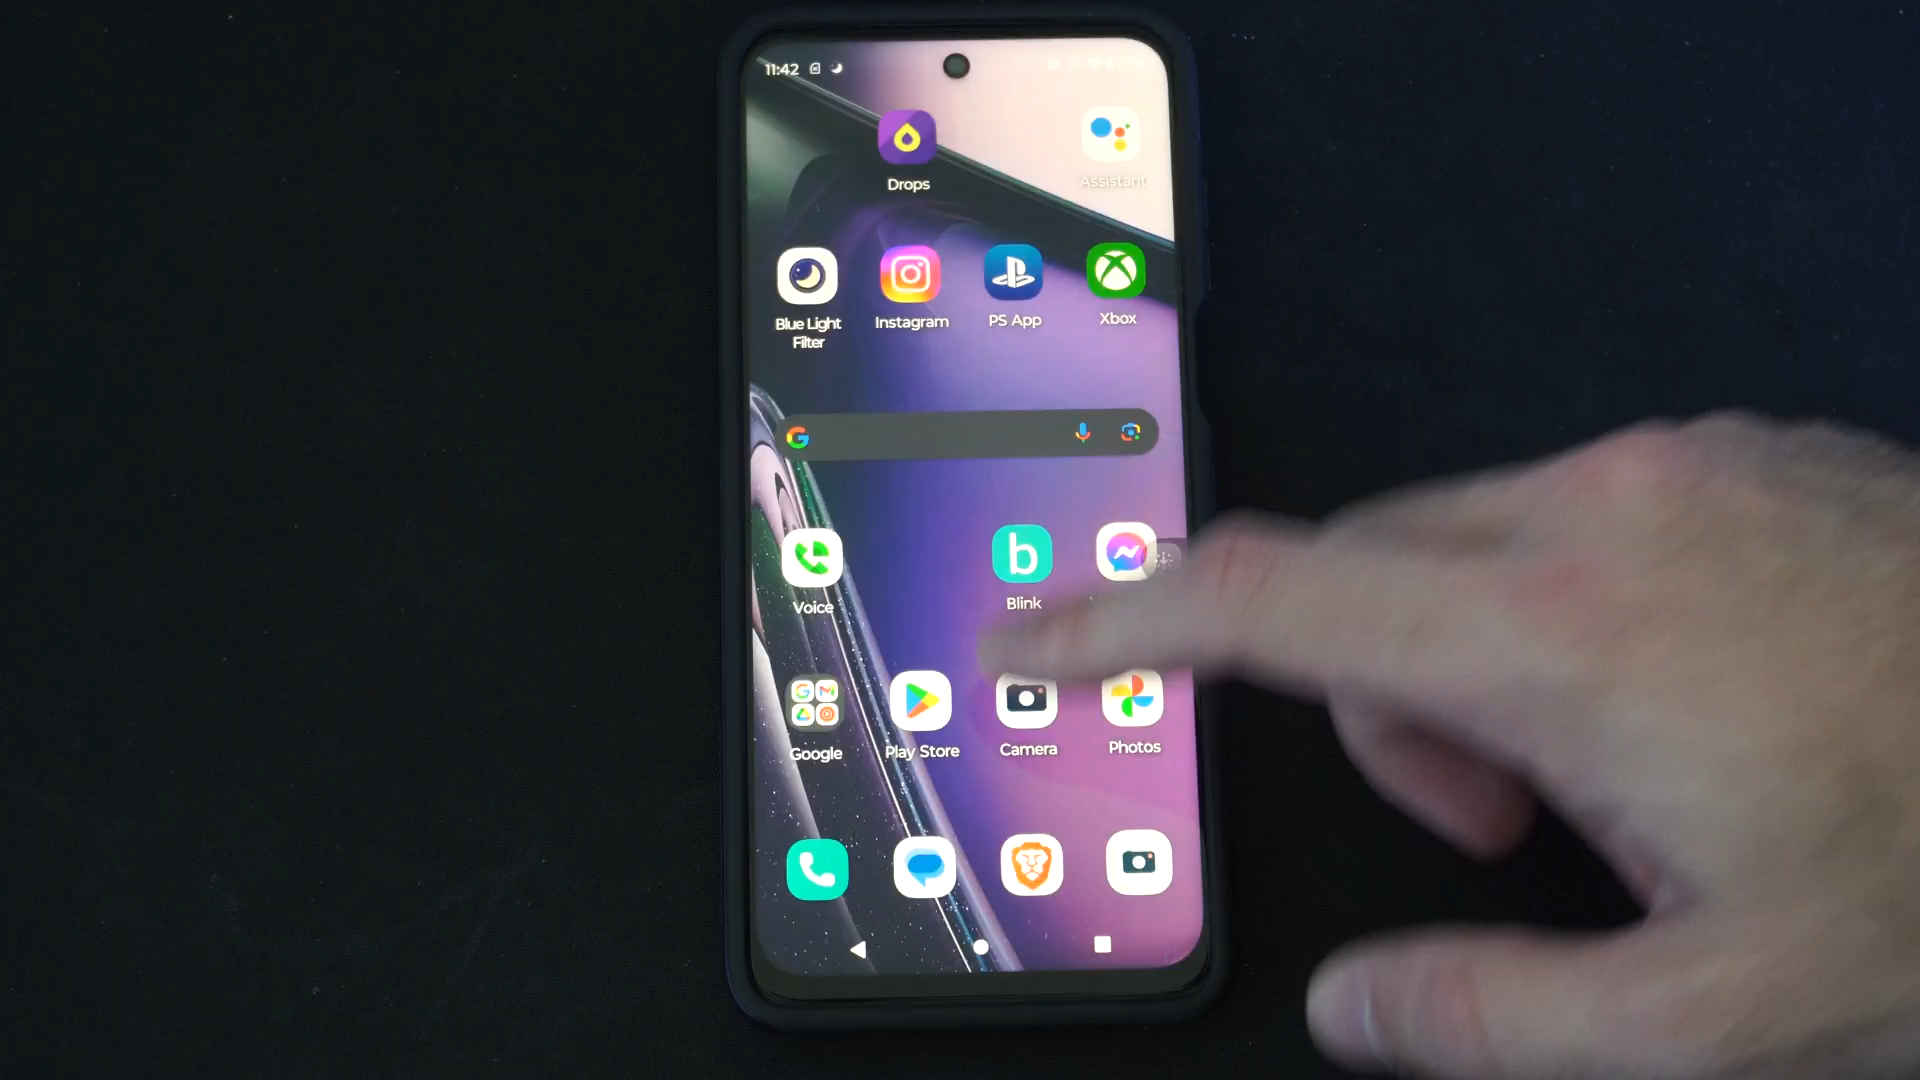 11:42
Drops
Assistant
Blue Light
Filter
Instagram
PS App
Xbox
b
Voice
Blink
Google
Play Store
Camera
Photos